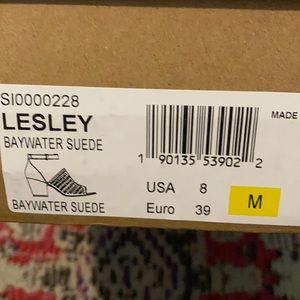 SI0000228
LESLEY
BAYWATER SUEDE
MADE
1 90135 53902 2
BAYWATER SUEDE
USA 8
Euro 39
M